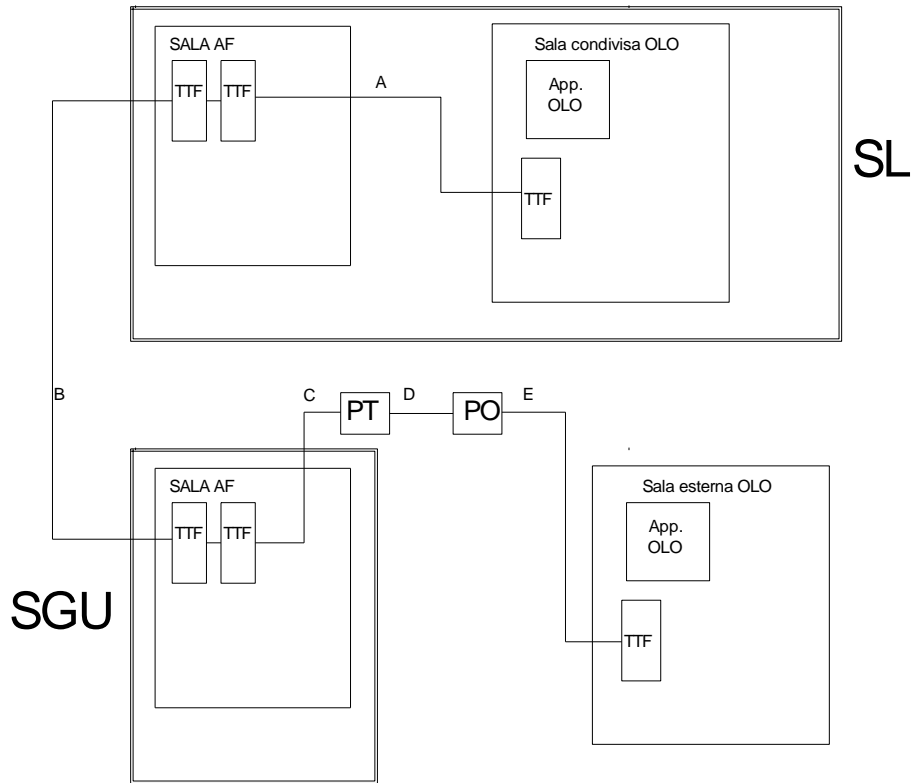 SALA AF
TTF
TTF
A
Sala condivisa OLO
App.
OLO
TTF
SL
B
C
PT
D
PO
E
SALA AF
TTF
TTF
SGU
Sala esterna OLO
App.
OLO
TTF